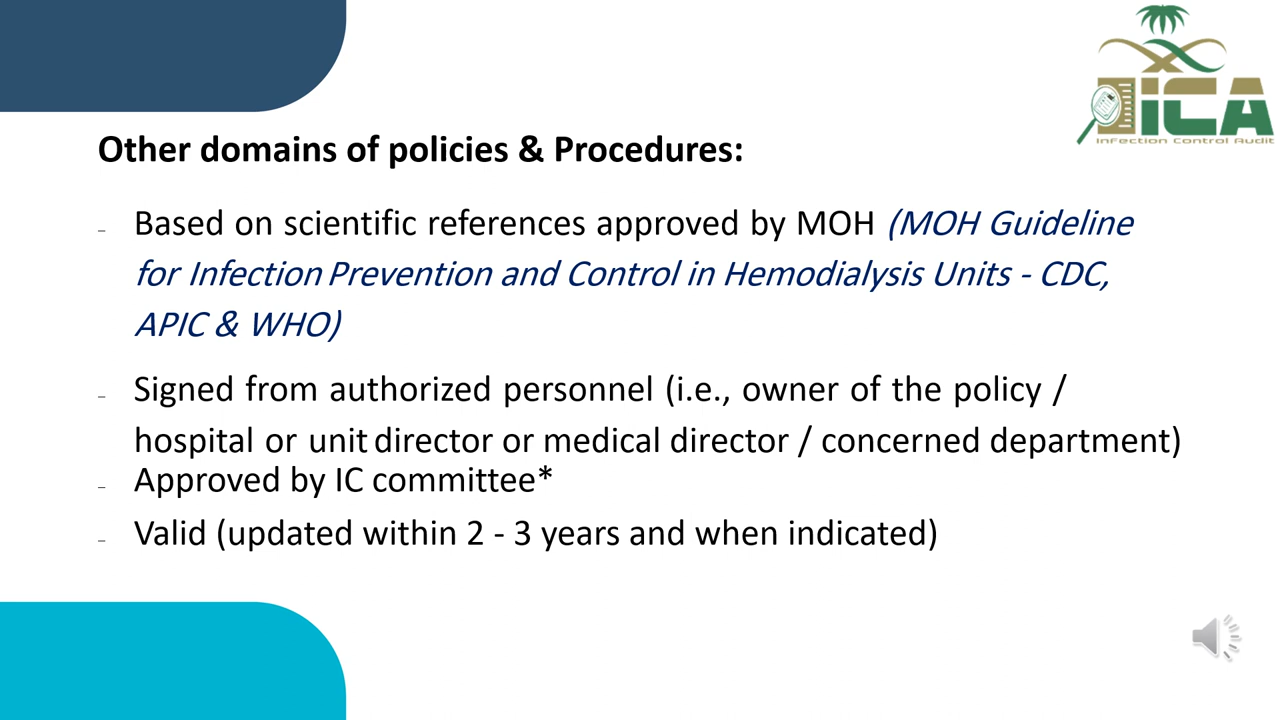 iCA
Infection Control Audit
Other domains of policies & Procedures:
- Based on scientific references approved by MOH (MOH Guideline
for Infection Prevention and Control in Hemodialysis Units - CDC,
APIC & WHO)
- Signed from authorized personnel (i.e., owner of the policy /
hospital or unit director or medical director / concerned department)
- Approved by IC committee*
- Valid (updated within 2 - 3 years and when indicated)